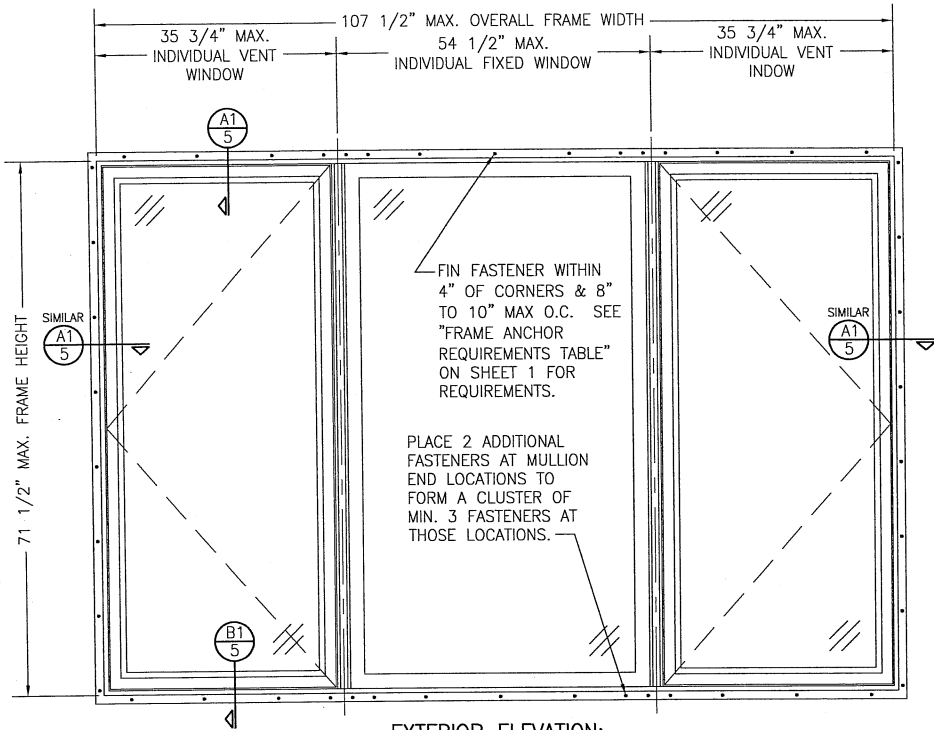 107 1/2" MAX. OVERALL FRAME WIDTH
35 3/4" MAX.
INDIVIDUAL VENT
WINDOW
54 1/2" MAX.
INDIVIDUAL FIXED WINDOW
35 3/4" MAX.
INDIVIDUAL VENT
INDOW
A1
5
71 1/2" MAX. FRAME HEIGHT
SIMILAR
A1
5
FIN FASTENER WITHIN
4" OF CORNERS & 8"
TO 10" MAX O.C. SEE
"FRAME ANCHOR
REQUIREMENTS TABLE"
ON SHEET 1 FOR
REQUIREMENTS.
SIMILAR
A1
5
PLACE 2 ADDITIONAL
FASTENERS AT MULLION
END LOCATIONS TO
FORM A CLUSTER OF
MIN. 3 FASTENERS AT
THOSE LOCATIONS.
B1
5
EXTERIOR ELEVATION: